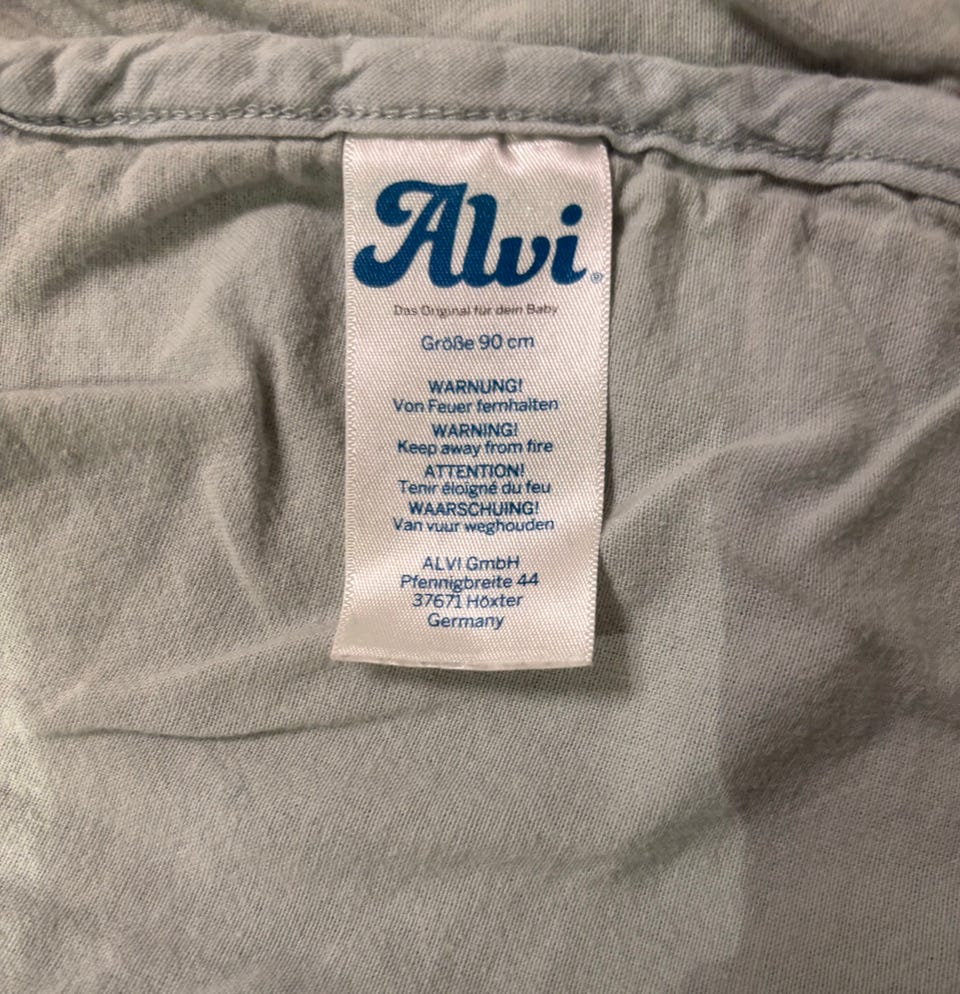 Alvi®
Das Original für dein Baby
Größe 90 cm
WARNUNG!
Von Feuer fernhalten
WARNING!
Keep away from fire
ATTENTION!
Tenir éloigné du feu
WAARSCHUING!
Van vuur weghouden
ALVI GmbH
Pfennigbreite 44
37671 Höxter
Germany